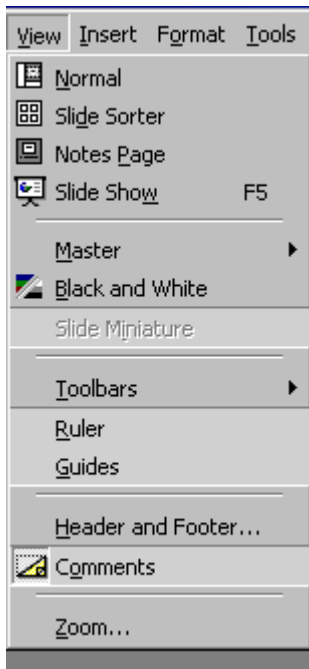 View Insert Format Tools
Normal
Slide Sorter
Notes Page
Slide Show F5
Master
Black and White
Slide Miniature
Toolbars
Ruler
Guides
Header and Footer...
Comments
Zoom...